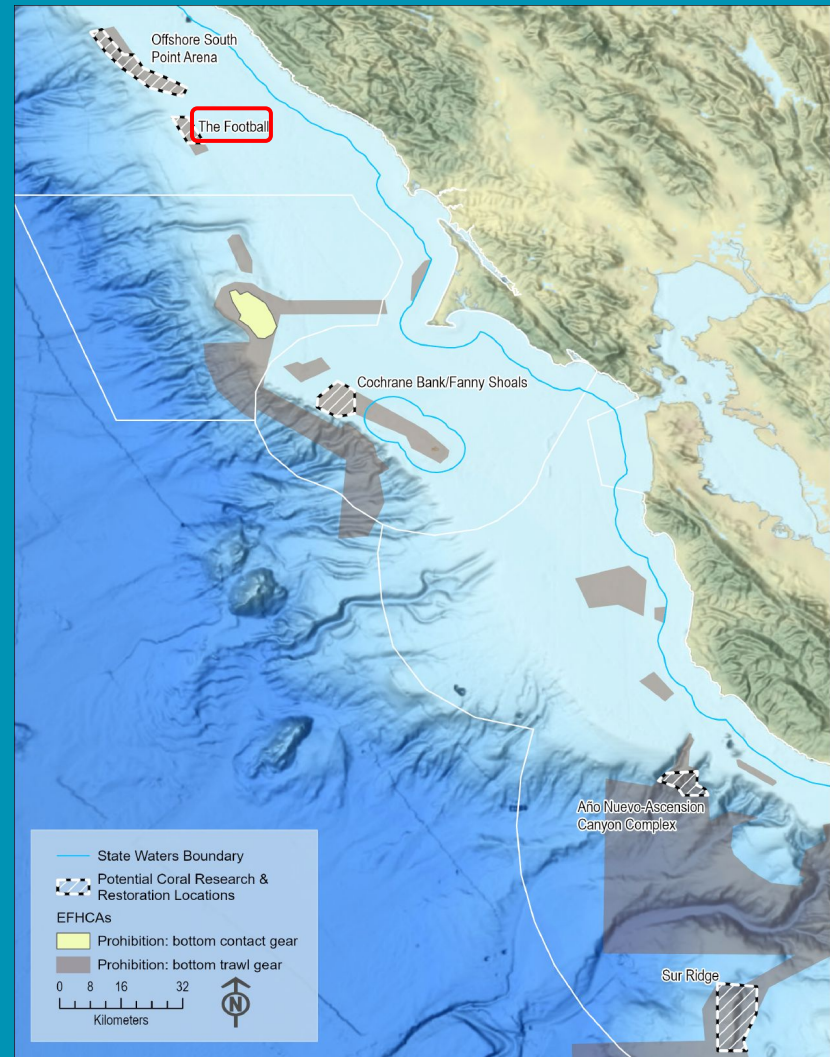 Offshore South
Point Arena
The Football
Cochrane Bank/Fanny Shoals
Año Nuevo-Ascension
Canyon Complex
Sur Ridge
State Waters Boundary
Potential Coral Research &
Restoration Locations
EFHCAs
Prohibition: bottom contact gear
Prohibition: bottom trawl gear
0 8 16 32
Kilometers
N